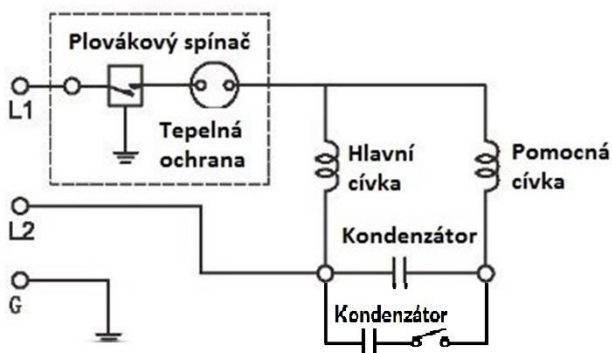 Plovákový spínač
L1
Tepelná
ochrana
Hlavní
cívka
Pomocná
cívka
L2
Kondenzátor
G
Kondenzátor